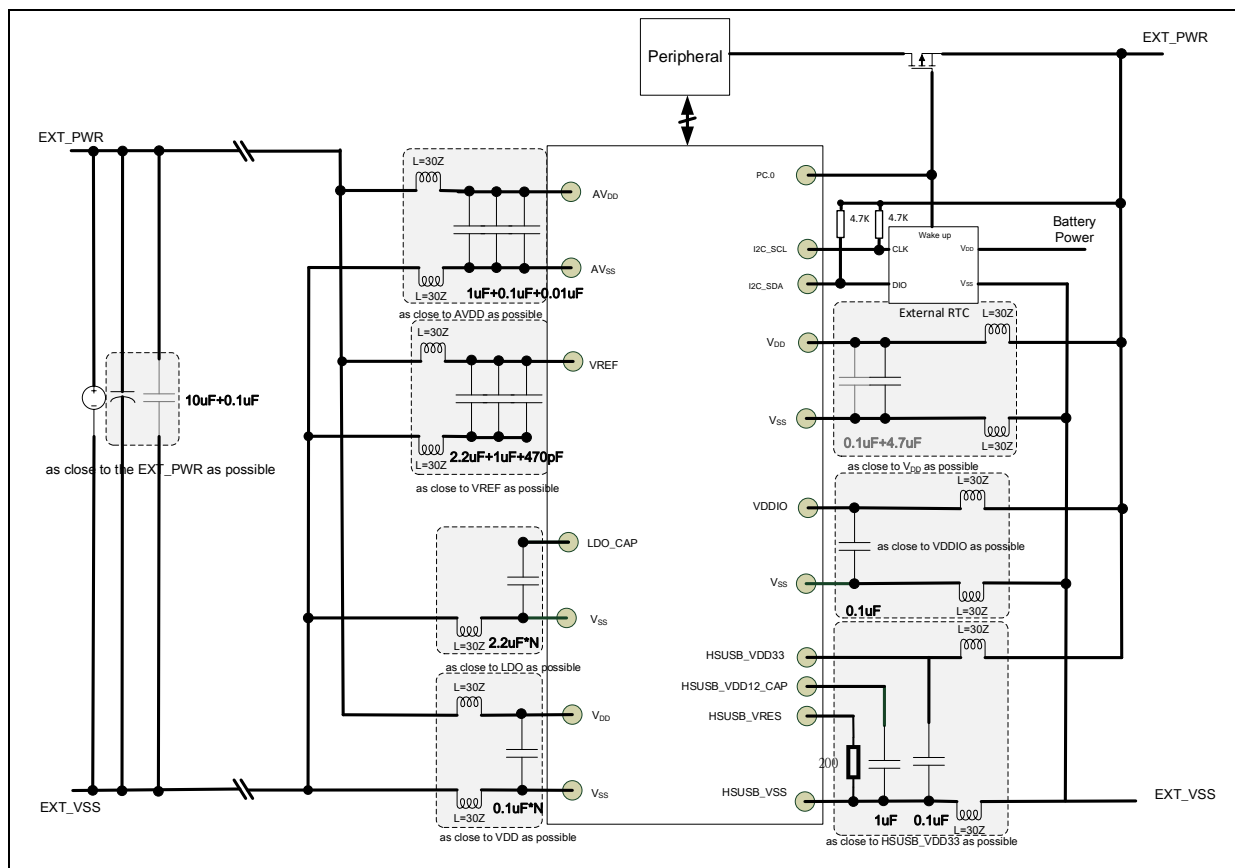 Peripheral
EXT_PWR
EXT_PWR
L=30Z
AVDD
AVSS
L=30Z
1uF+0.1uF+0.01uF
as close to AVDD as possible
L=30Z
VREF
L=30Z
2.2uF+1uF+470pF
as close to VREF as possible
10uF+0.1uF
as close to the EXT_PWR as possible
LDO_CAP
VSS
L=30Z
2.2uF*N
as close to LDO as possible
L=30Z
VDD
VSS
L=30Z
0.1uF*N
as close to VDD as possible
EXT_VSS
PC.0
4.7K
4.7K
Wake up
Battery
Power
I2C_SCL
CLK
VDD
I2C_SDA
DIO
VSS
External RTC
L=30Z
VDD
VSS
L=30Z
0.1uF+4.7uF
as close to VDD as possible
L=30Z
VDDIO
as close to VDDIO as possible
VSS
0.1uF
L=30Z
L=30Z
HSUSB_VDD33
HSUSB_VDD12_CAP
HSUSB_VRES
200
HSUSB_VSS
1uF
0.1uF
L=30Z
as close to HSUSB_VDD33 as possible
EXT_VSS